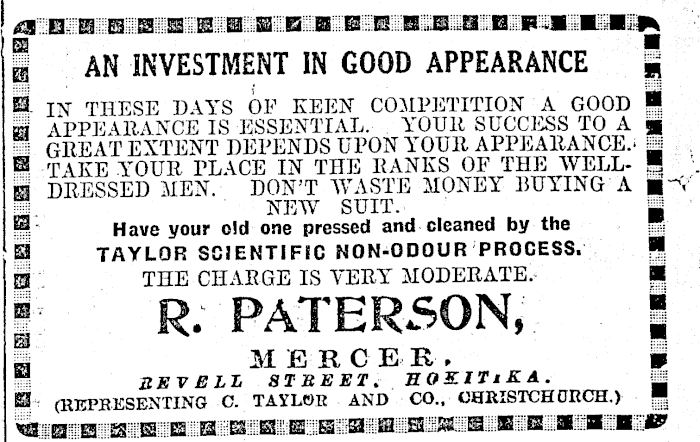 AN INVESTMENT IN GOOD APPEARANCE
IN THESE DAYS OF KEEN COMPETITION A GOOD
APPEARANCE IS ESSENTIAL. YOUR SUCCESS TO A
GREAT EXTENT DEPENDS UPON YOUR APPEARANCE.
TAKE YOUR PLACE IN THE RANKS OF THE WELL-
DRESSED MEN. DON'T WASTE MONEY BUYING A
NEW SUIT.
Have your old one pressed and cleaned by the
TAYLOR SCIENTIFIC NON-ODOUR PROCESS.
THE CHARGE IS VERY MODERATE.
R. PATERSON,
MERCER.
REVELL STREET, HOKITIKA.
(REPRESENTING C. TAYLOR AND CO., CHRISTCHURCH.)